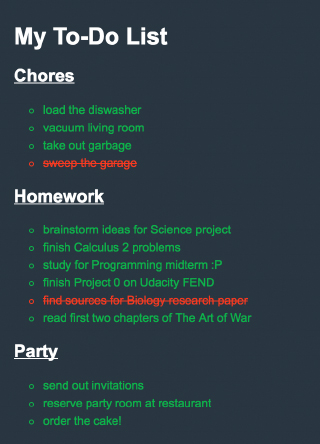 My To-Do List
Chores
load the diswasher
vacuum living room
take out garbage
sweep the garage
Homework
brainstorm ideas for Science project
finish Calculus 2 problems
study for Programming midterm :P
finish Project 0 on Udacity FEND
find sources for Biology research paper
read first two chapters of The Art of War
Party
send out invitations
reserve party room at restaurant
order the cake!